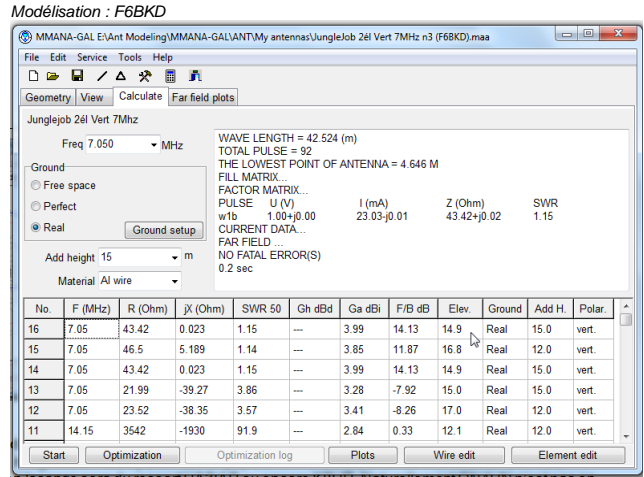 Modélisation : F6BKD
MMANA-GAL E:\Ant Modeling\MMANA-GAL\ANT\My antennas\JungleJob 2él Vert 7MHz n3 (F6BKD).maa
File Edit Service Tools Help
Geometry View Calculate Far field plots
Junglejob 2él Vert 7Mhz
Freq 7.050 MHz
Ground
Free space
Perfect
Real Ground setup
Add height 15 m
Material Al wire
WAVE LENGTH = 42.524 (m)
TOTAL PULSE = 92
THE LOWEST POINT OF ANTENNA = 4.646 M
FILL MATRIX...
FACTOR MATRIX...
PULSE U (V) I (mA) Z (Ohm) SWR
w1b 1.00+j0.00 23.03-j0.01 43.42+j0.02 1.15
CURRENT DATA...
FAR FIELD ...
NO FATAL ERROR(S)
0.2 sec
No. F (MHz) R (Ohm) jX (Ohm) SWR 50 Gh dBd Ga dBi F/B dB Elev. Ground Add H. Polar.
16 7.05 43.42 0.023 1.15 --- 3.99 14.13 14.9 Real 15.0 vert.
15 7.05 46.5 5.189 1.14 --- 3.85 11.87 16.8 Real 12.0 vert.
14 7.05 43.42 0.023 1.15 --- 3.99 14.13 14.9 Real 15.0 vert.
13 7.05 21.99 -39.27 3.86 --- 3.28 -7.92 15.0 Real 15.0 vert.
12 7.05 23.52 -38.35 3.57 --- 3.41 -8.26 17.0 Real 12.0 vert.
11 14.15 3542 -1930 91.9 --- 2.84 0.33 12.1 Real 12.0 vert.
Start Optimization Optimization log Plots Wire edit Element edit